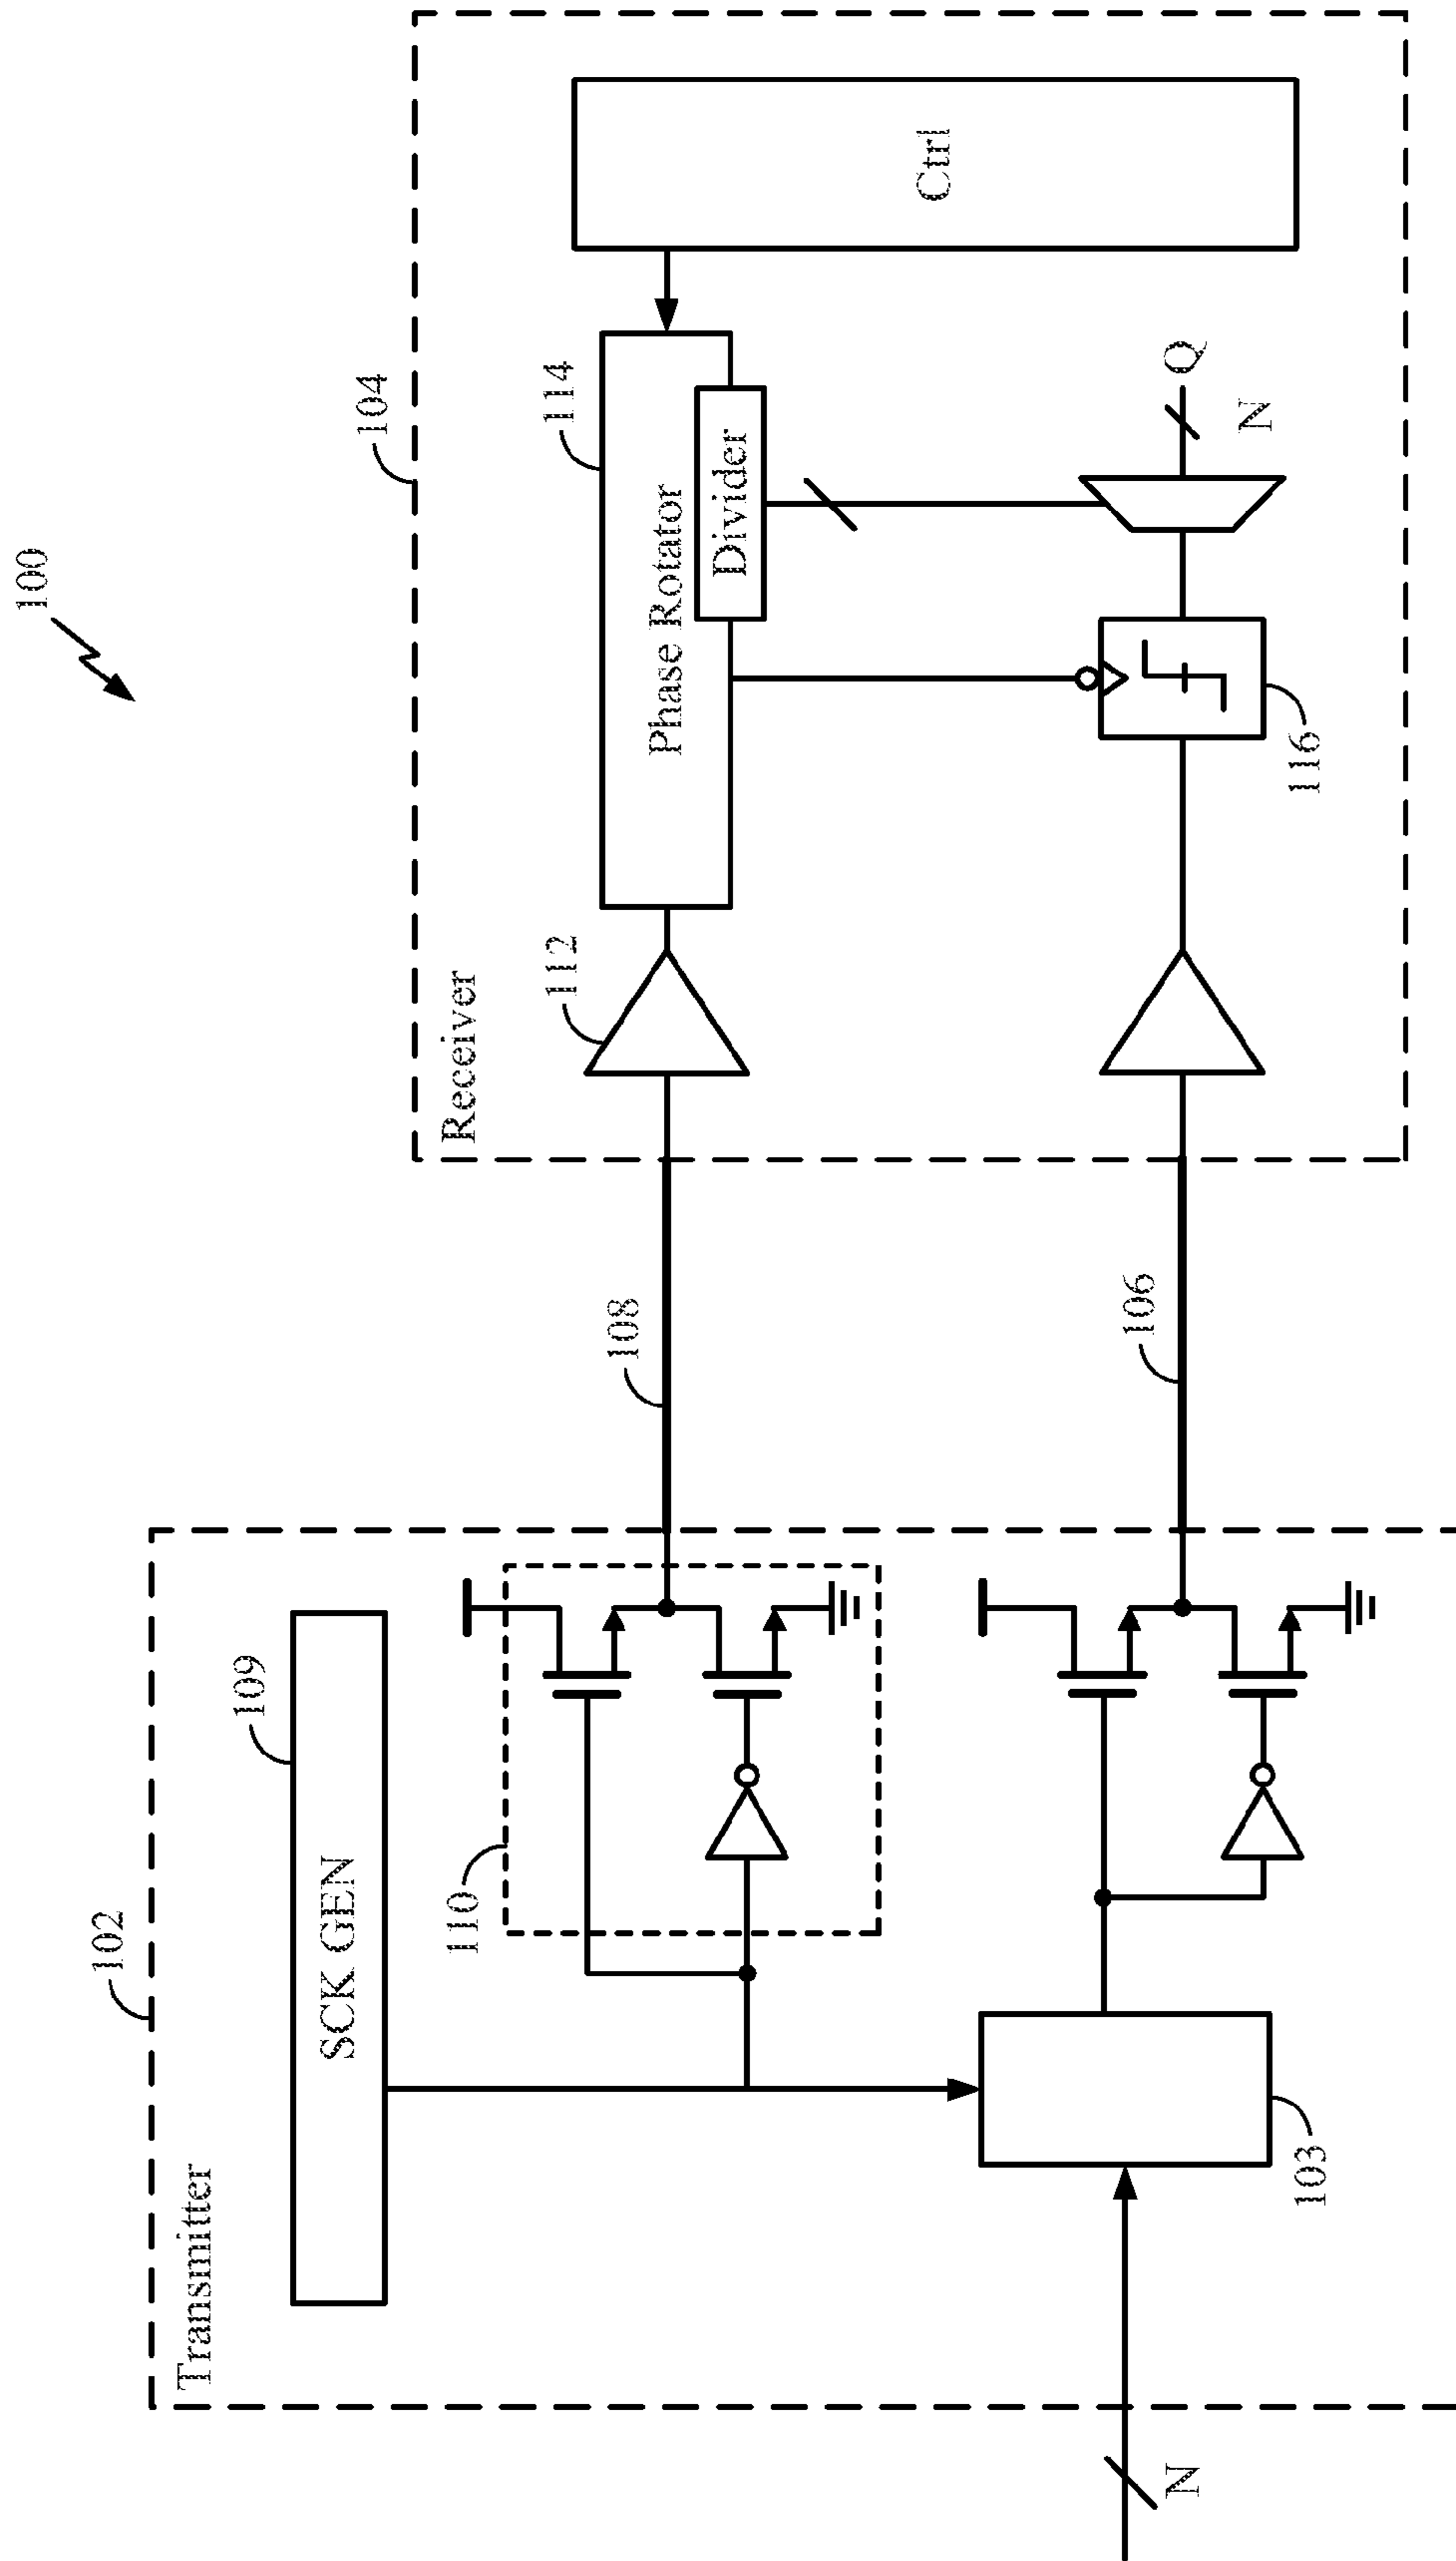 100
102
Transmitter
109
SCK GEN
110
103
N
108
106
104
Receiver
112
114
Phase Rotator
Divider
Ctrl
116
Q
N